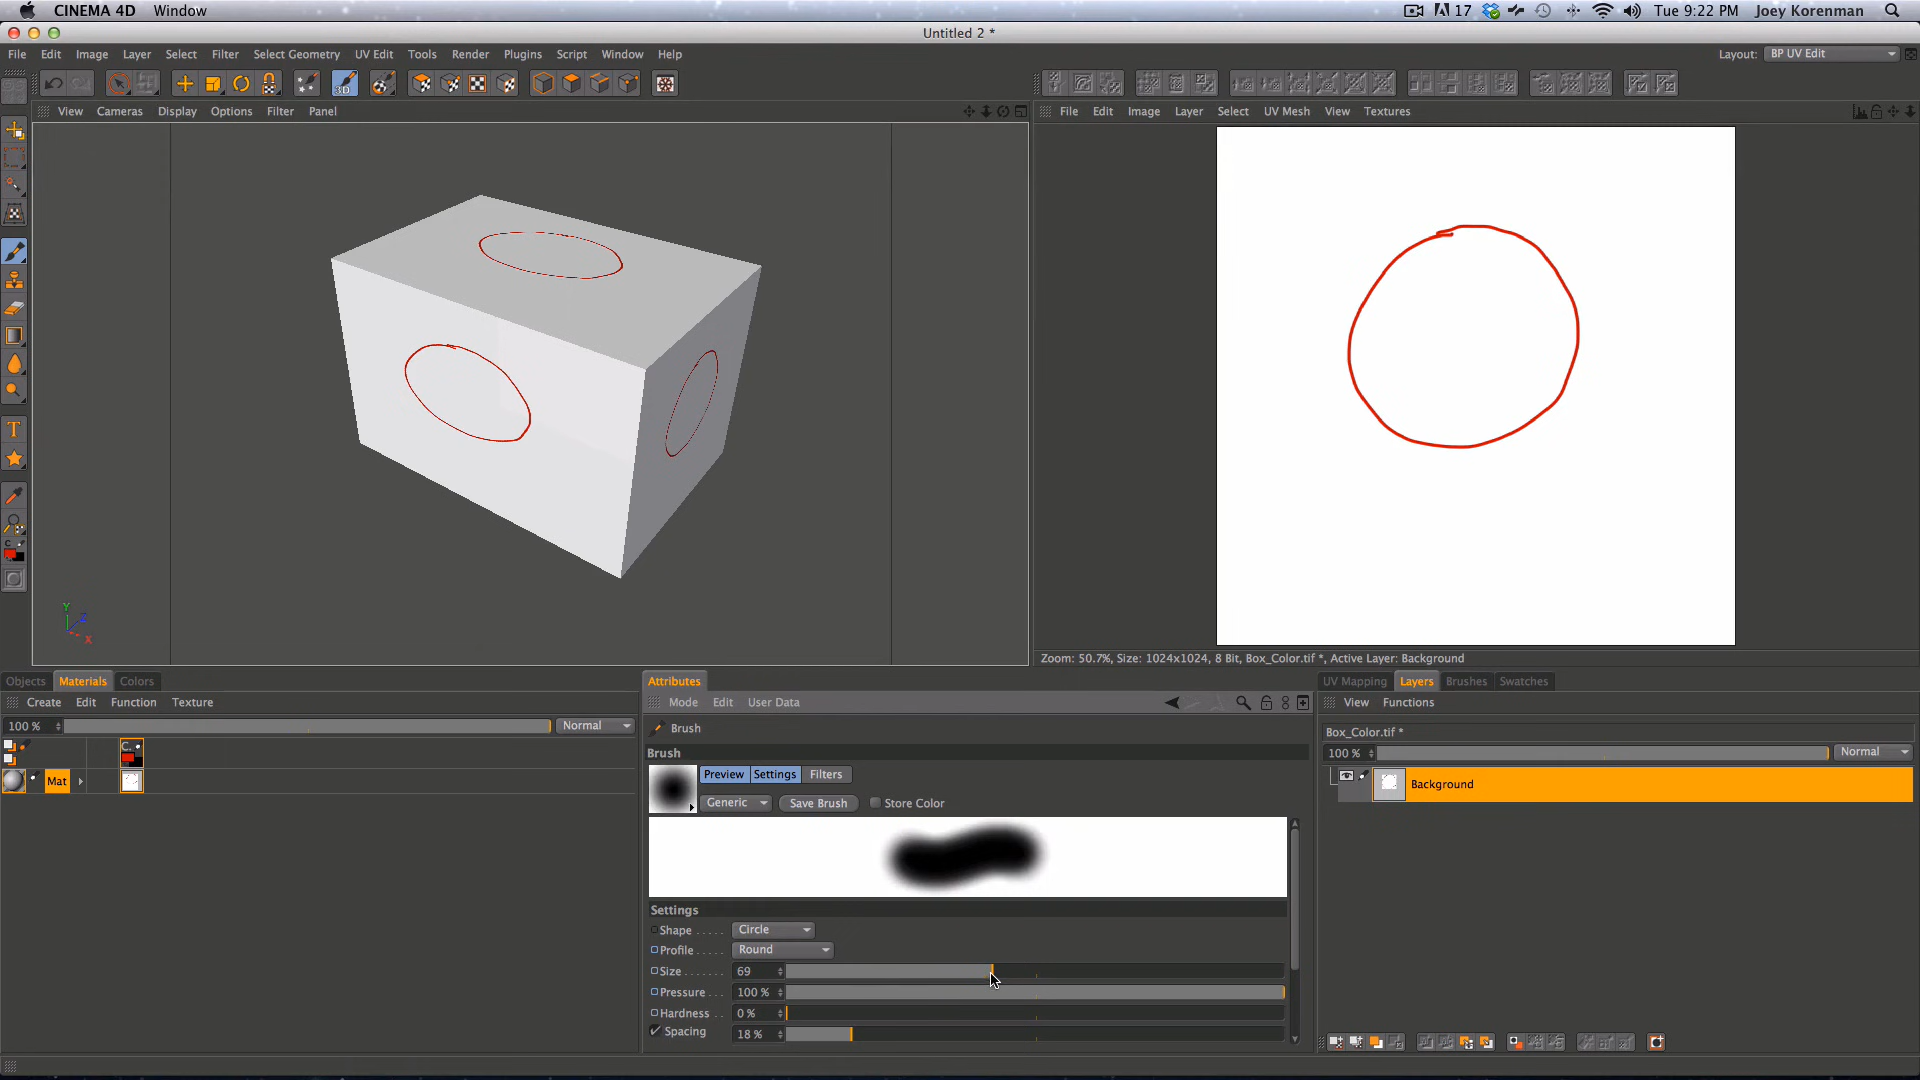 CINEMA 4D Window 17 Tue 9:22 PM Joey Korenman
Untitled 2 *
File Edit Image Layer Select Filter Select Geometry UV Edit Tools Render Plugins Script Window Help Layout: BP UV Edit
3D
View Cameras Display Options Filter Panel
File Edit Image Layer Select UV Mesh View Textures
T
C
Y
Z
X
Zoom: 50.7%, Size: 1024x1024, 8 Bit, Box_Color.tif *, Active Layer: Background
Objects Materials Colors
Create Edit Function Texture
100 % Normal
C.
Mat
Attributes
Mode Edit User Data
Brush
Brush
Preview Settings Filters
Generic Save Brush Store Color
Settings
Shape ..... Circle
Profile ..... Round
Size ....... 69
Pressure ... 100 %
Hardness .. 0 %
Spacing 18 %
UV Mapping Layers Brushes Swatches
View Functions
Box_Color.tif *
100 % Normal
Background